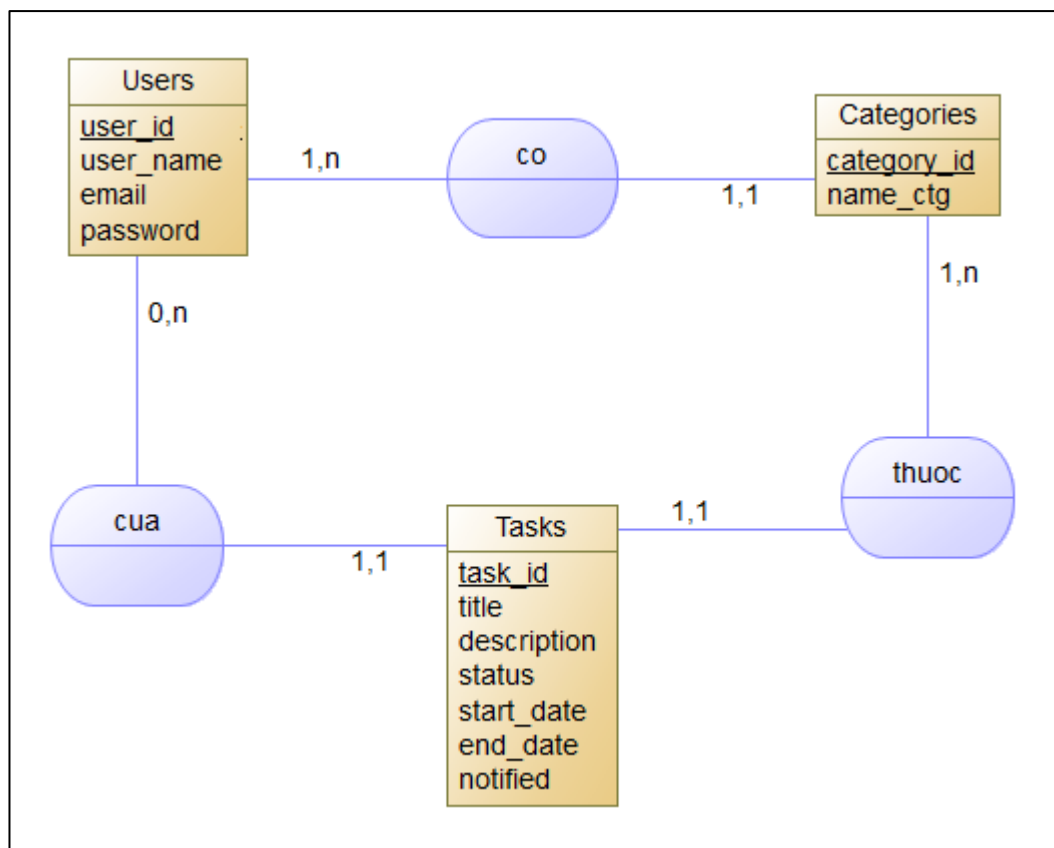 Users
user_id
user_name
email
password
1,n
co
1,1
Categories
category_id
name_ctg
0,n
1,n
cua
1,1
Tasks
task_id
title
description
status
start_date
end_date
notified
1,1
thuoc